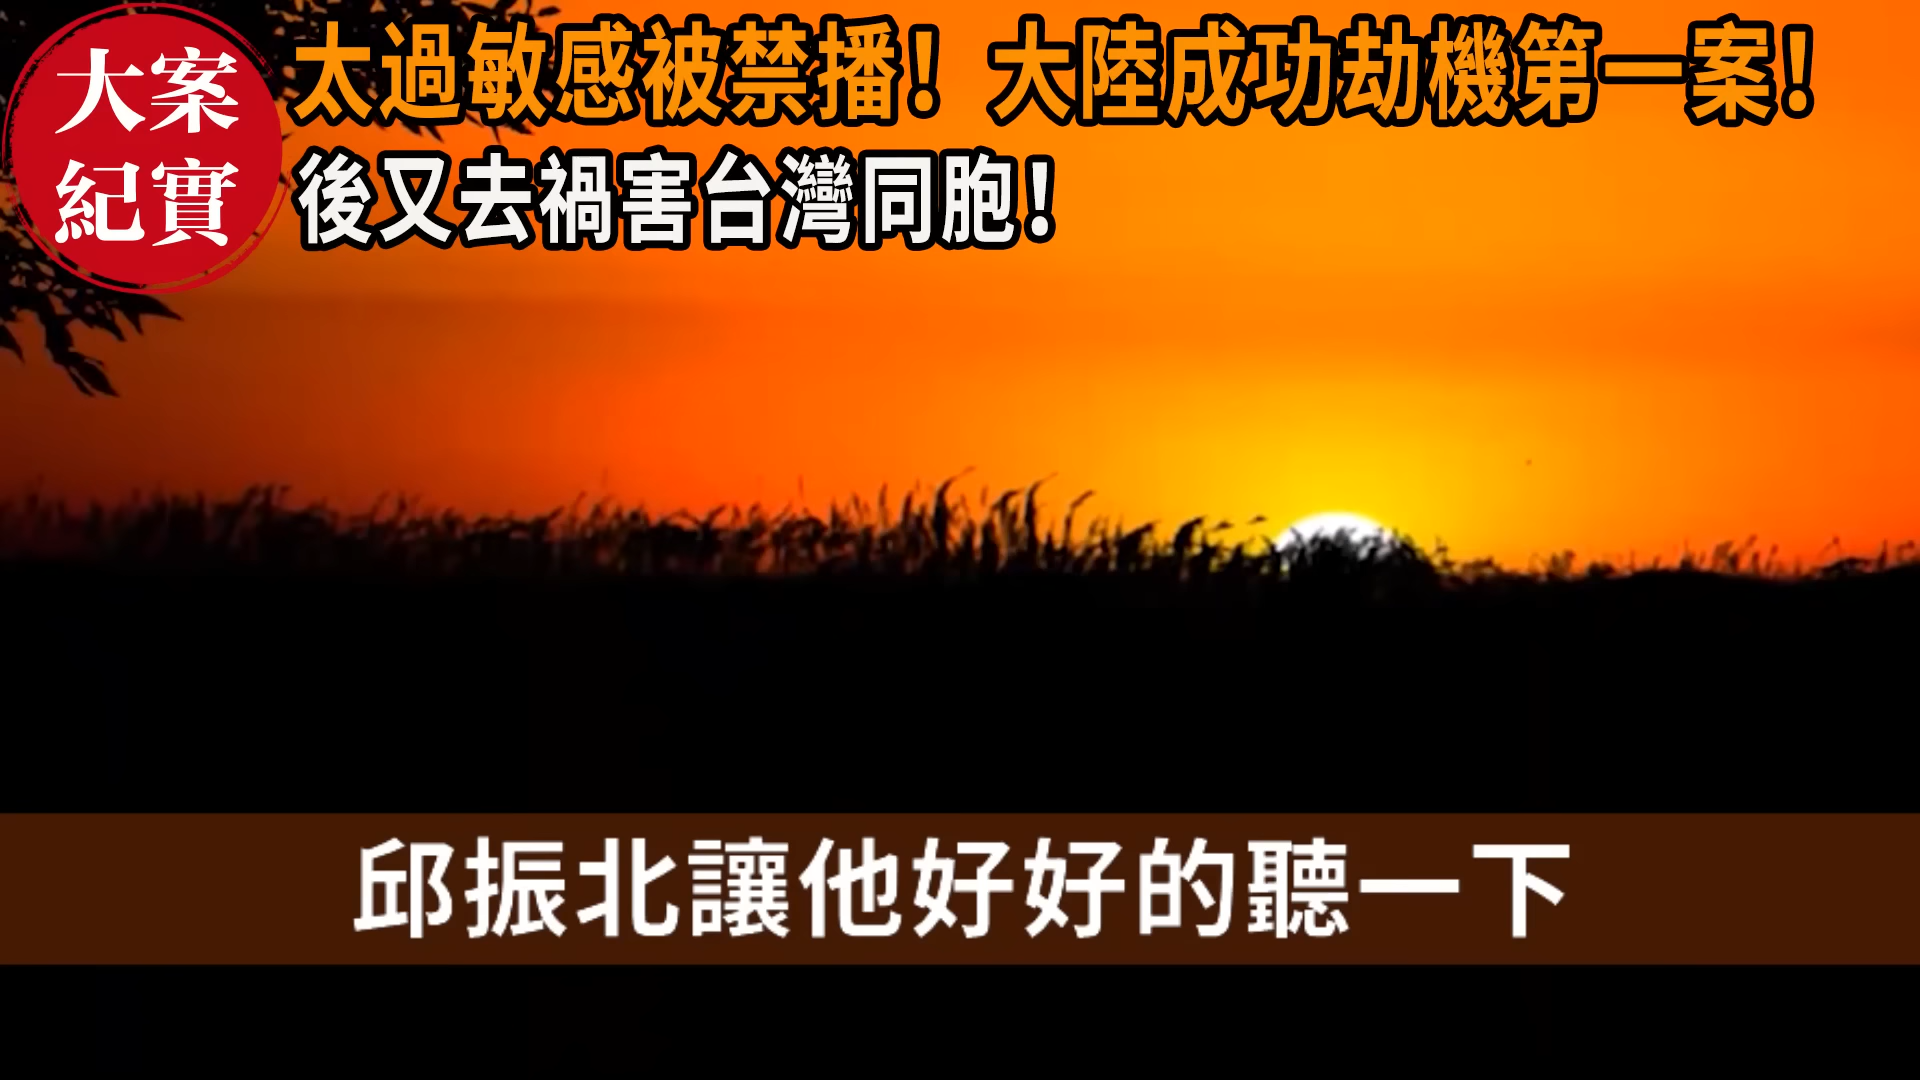 大案
紀實
太過敏感被禁播！大陸成功劫機第一案！
後又去禍害台灣同胞！
邱振北讓他好好的聽一下